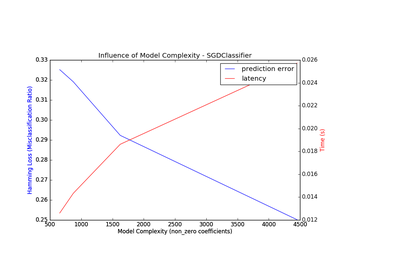 Influence of Model Complexity - SGDClassifier
prediction error
latency
0.33
0.32
0.31
0.30
0.29
0.28
0.27
0.26
0.25
Hamming Loss (Misclassification Ratio)
0.026
0.024
0.022
0.020
0.018
0.016
0.014
0.012
Time (s)
500 1000 1500 2000 2500 3000 3500 4000 4500
Model Complexity (non_zero coefficients)